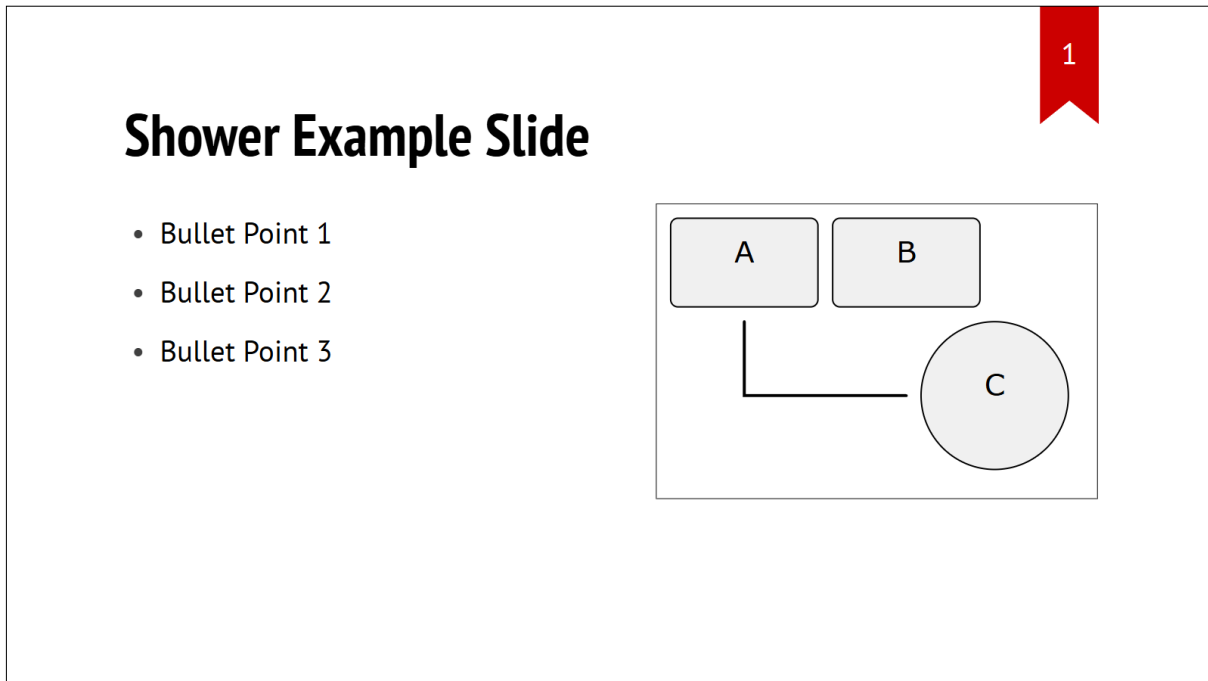 1
Shower Example Slide
• Bullet Point 1
• Bullet Point 2
• Bullet Point 3
A B
C